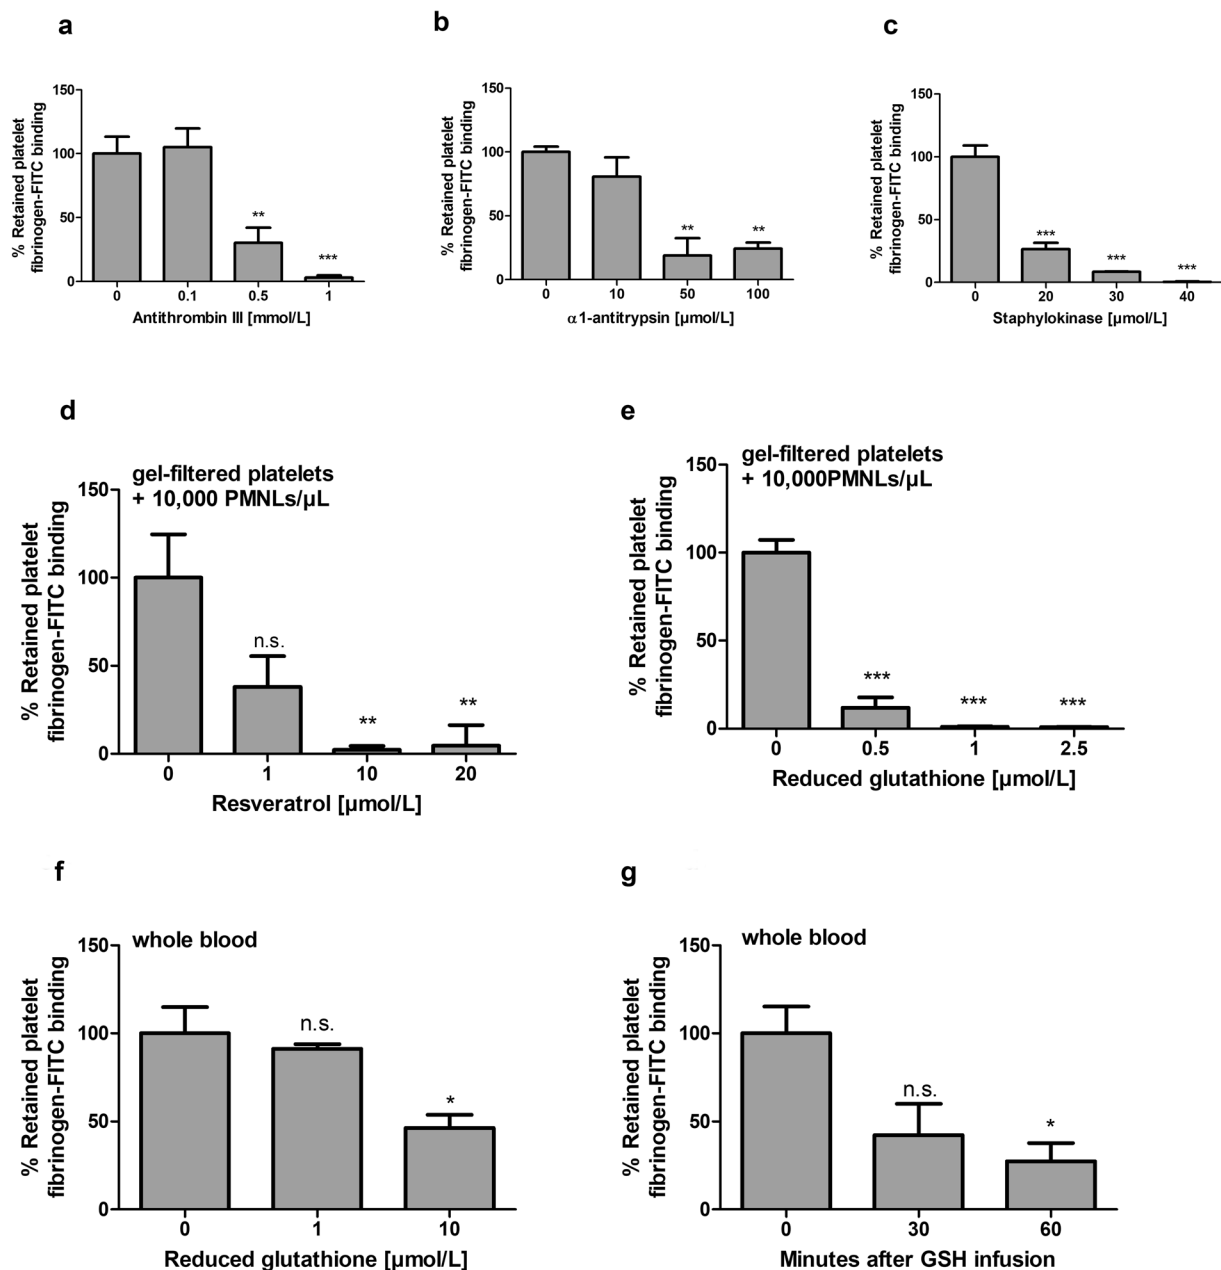 a
% Retained platelet
fibrinogen-FITC binding
150
100
50
0
**
***
0 0.1 0.5 1
Antithrombin III [mmol/L]
b
% Retained platelet
fibrinogen-FITC binding
150
100
50
0
** **
0 10 50 100
α1-antitrypsin [µmol/L]
c
% Retained platelet
fibrinogen-FITC binding
150
100
50
0
***
***
***
0 20 30 40
Staphylokinase [µmol/L]
d
gel-filtered platelets
+ 10,000 PMNLs/µL
% Retained platelet
fibrinogen-FITC binding
150
100
50
0
n.s.
** **
0 1 10 20
Resveratrol [µmol/L]
e
gel-filtered platelets
+ 10,000PMNLs/µL
% Retained platelet
fibrinogen-FITC binding
150
100
50
0
***
*** ***
0 0.5 1 2.5
Reduced glutathione [µmol/L]
f
whole blood
% Retained platelet
fibrinogen-FITC binding
150
100
50
0
n.s.
*
0 1 10
Reduced glutathione [µmol/L]
g
whole blood
% Retained platelet
fibrinogen-FITC binding
150
100
50
0
n.s.
*
0 30 60
Minutes after GSH infusion